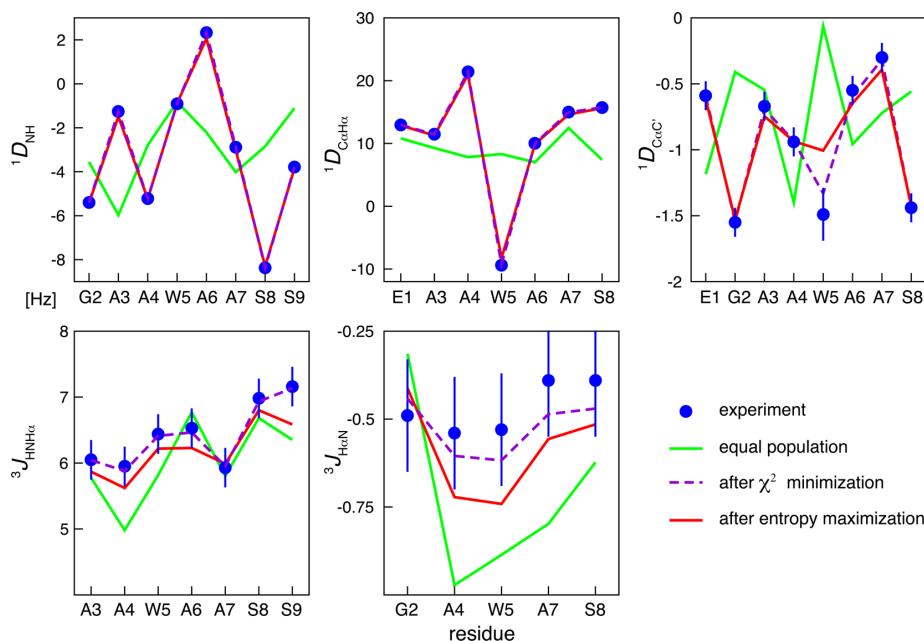 2
0
-2
-4
-6
-8
¹D_NH
G2 A3 A4 W5 A6 A7 S8 S9
[Hz]
30
20
10
0
-10
¹D_CαHα
E1 A3 A4 W5 A6 A7 S8
0
-0.5
-1
-1.5
-2
¹D_CαC'
E1 G2 A3 A4 W5 A6 A7 S8
8
7
6
5
³J_HNHα
A3 A4 W5 A6 A7 S8 S9
-0.25
-0.5
-0.75
³J_HαN
G2 A4 W5 A7 S8
residue
experiment
equal population
after χ² minimization
after entropy maximization